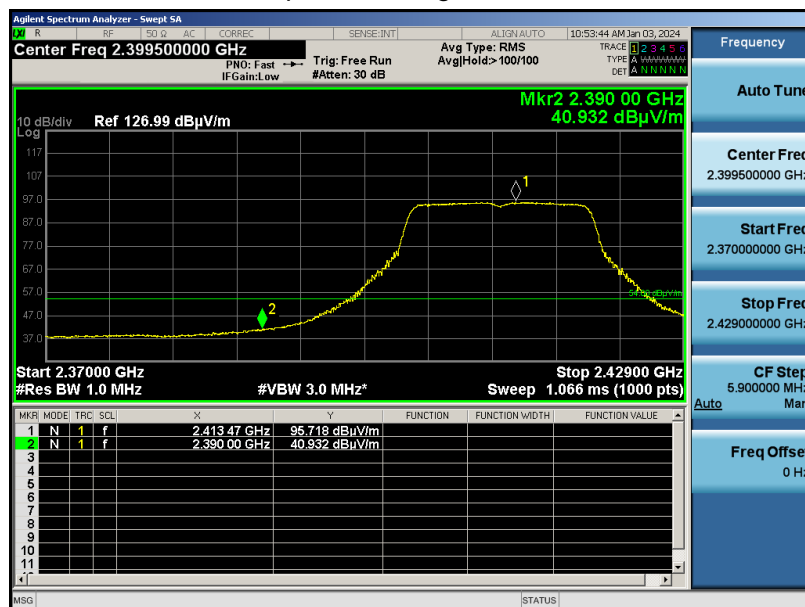 Agilent Spectrum Analyzer - Swept SA
LXI R RF 50 Ω AC CORREC SENSE:INT ALIGN AUTO 10:53:44 AM Jan 03, 2024
Center Freq 2.399500000 GHz
PNO: Fast
IFGain:Low
Trig: Free Run
#Atten: 30 dB
Avg Type: RMS
Avg|Hold:>100/100
TRACE 1 2 3 4 5 6
TYPE A
DET A N N N N N
Mkr2 2.390 00 GHz
40.932 dBµV/m
10 dB/div Ref 126.99 dBµV/m
Log
117
107
97.0
87.0
77.0
67.0
57.0
47.0
37.0
1
2
dBµV/m
Start 2.37000 GHz Stop 2.42900 GHz
#Res BW 1.0 MHz #VBW 3.0 MHz* Sweep 1.066 ms (1000 pts)
MKR MODE TRC SCL X Y FUNCTION FUNCTION WIDTH FUNCTION VALUE
1 N 1 f 2.413 47 GHz 95.718 dBµV/m
2 N 1 f 2.390 00 GHz 40.932 dBµV/m
3
4
5
6
7
8
9
10
11
MSG STATUS
Frequency
Auto Tune
Center Freq
2.399500000 GHz
Start Freq
2.370000000 GHz
Stop Freq
2.429000000 GHz
CF Step
5.900000 MHz
Auto Man
Freq Offset
0 Hz